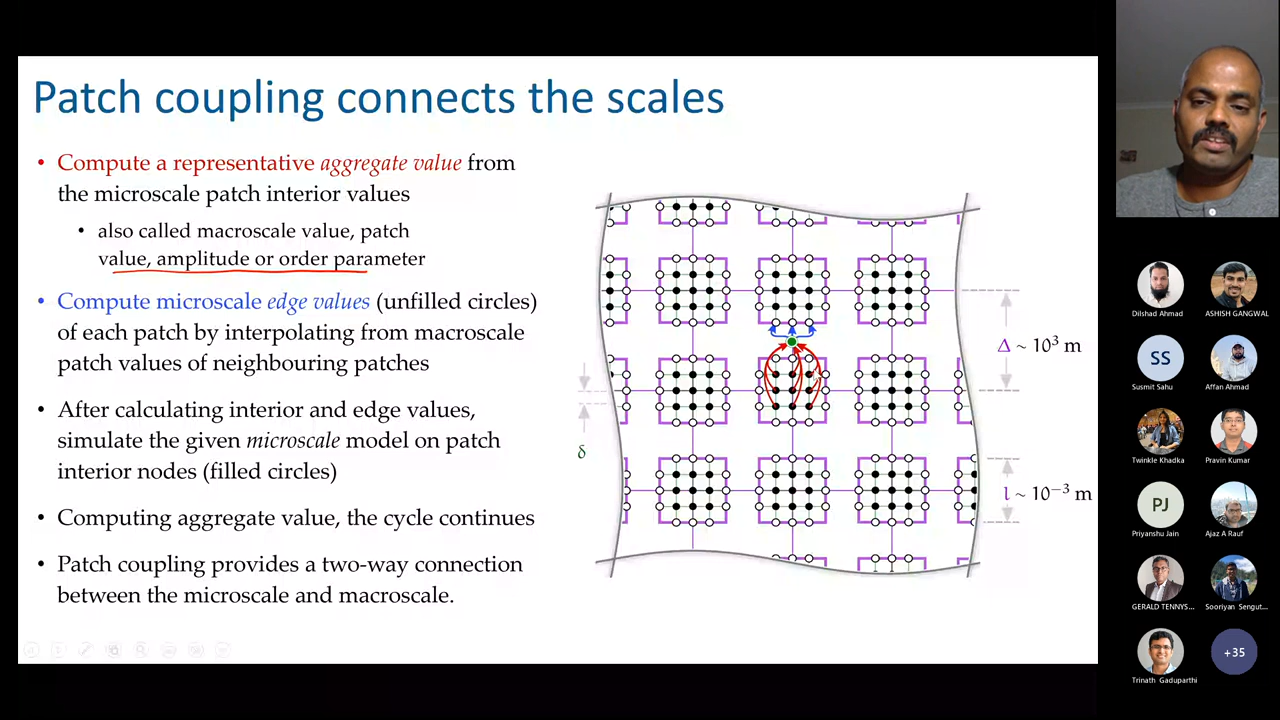 Patch coupling connects the scales
• Compute a representative aggregate value from
the microscale patch interior values
• also called macroscale value, patch
value, amplitude or order parameter
• Compute microscale edge values (unfilled circles)
of each patch by interpolating from macroscale
patch values of neighbouring patches
• After calculating interior and edge values,
simulate the given microscale model on patch
interior nodes (filled circles)
• Computing aggregate value, the cycle continues
• Patch coupling provides a two-way connection
between the microscale and macroscale.
Δ ~ 10³ m
δ
l ~ 10⁻³ m
Dilshad Ahmad
ASHISH GANGWAL
SS
Susmit Sahu
Affan Ahmad
Twinkle Khadka
Pravin Kumar
PJ
Priyanshu Jain
Ajaz A Rauf
GERALD TENNYS...
Sooriyan Sengut...
Trinath Gaduparthi
+35